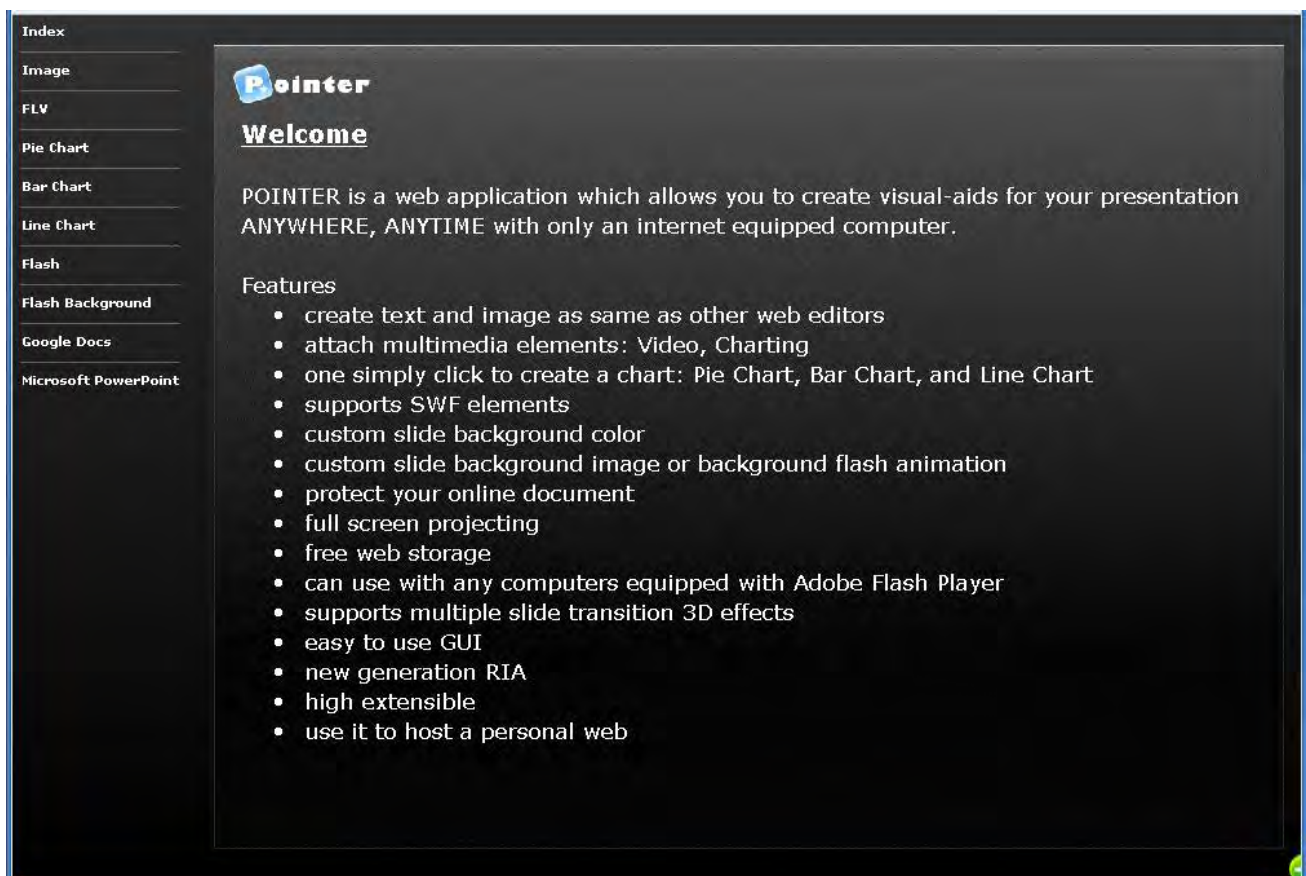 Index
Image
FLV
Pie Chart
Bar Chart
Line Chart
Flash
Flash Background
Google Docs
Microsoft PowerPoint
Pointer
Welcome
POINTER is a web application which allows you to create visual-aids for your presentation
ANYWHERE, ANYTIME with only an internet equipped computer.
Features
• create text and image as same as other web editors
• attach multimedia elements: Video, Charting
• one simply click to create a chart: Pie Chart, Bar Chart, and Line Chart
• supports SWF elements
• custom slide background color
• custom slide background image or background flash animation
• protect your online document
• full screen projecting
• free web storage
• can use with any computers equipped with Adobe Flash Player
• supports multiple slide transition 3D effects
• easy to use GUI
• new generation RIA
• high extensible
• use it to host a personal web